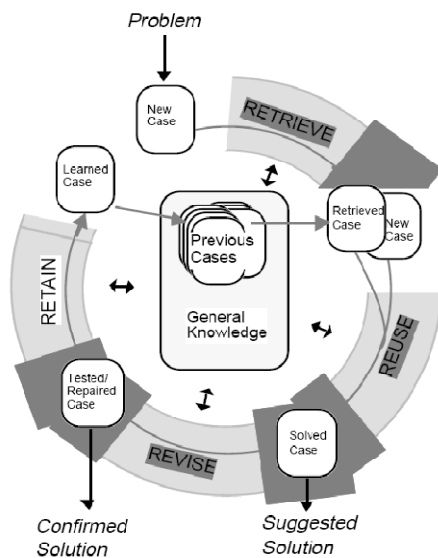 Problem
New
Case
RETRIEVE
Learned
Case
Retrieved
Case
New
Case
Previous
Cases
General
Knowledge
RETAIN
REUSE
Tested/
Repaired
Case
REVISE
Solved
Case
Confirmed
Solution
Suggested
Solution